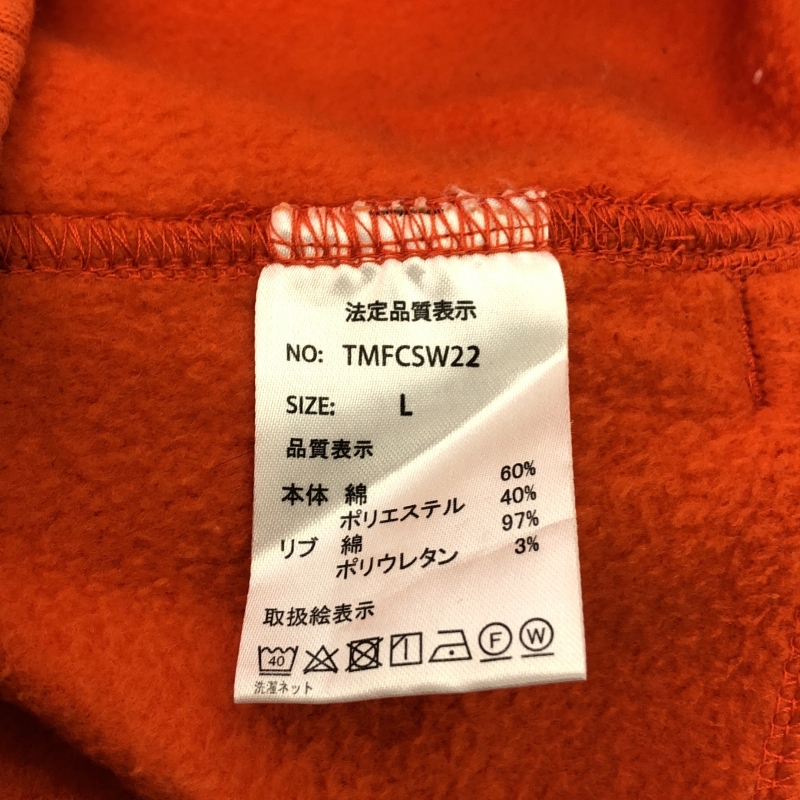 法定品質表示
NO: TMFCSW22
SIZE: L
品質表示
本体 綿 60%
ポリエステル 40%
リブ 綿 97%
ポリウレタン 3%
取扱絵表示
40 F W
洗濯ネット